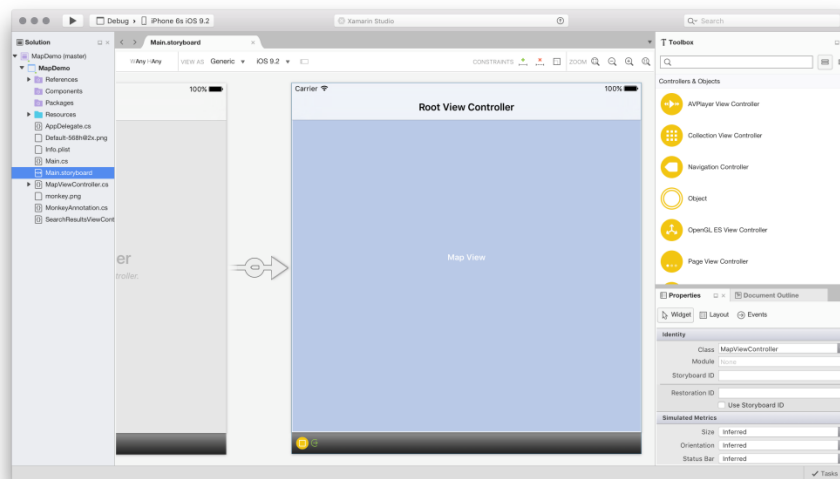 Debug
iPhone 6s iOS 9.2
Xamarin Studio
Search
Solution
Main.storyboard
Toolbox
MapDemo (master)
MapDemo
References
Components
Packages
Resources
AppDelegate.cs
Default-568h@2x.png
Info.plist
Main.cs
Main.storyboard
MapViewController.cs
monkey.png
MonkeyAnnotation.cs
SearchResultsViewCont
wAny hAny
VIEW AS Generic iOS 9.2
CONSTRAINTS
ZOOM
100%
er
roller.
Carrier
100%
Root View Controller
Map View
Controllers & Objects
AVPlayer View Controller
Collection View Controller
Navigation Controller
Object
OpenGL ES View Controller
Page View Controller
Properties
Document Outline
Widget
Layout
Events
Identity
Class MapViewController
Module None
Storyboard ID
Restoration ID
Use Storyboard ID
Simulated Metrics
Size Inferred
Orientation Inferred
Status Bar Inferred
Tasks